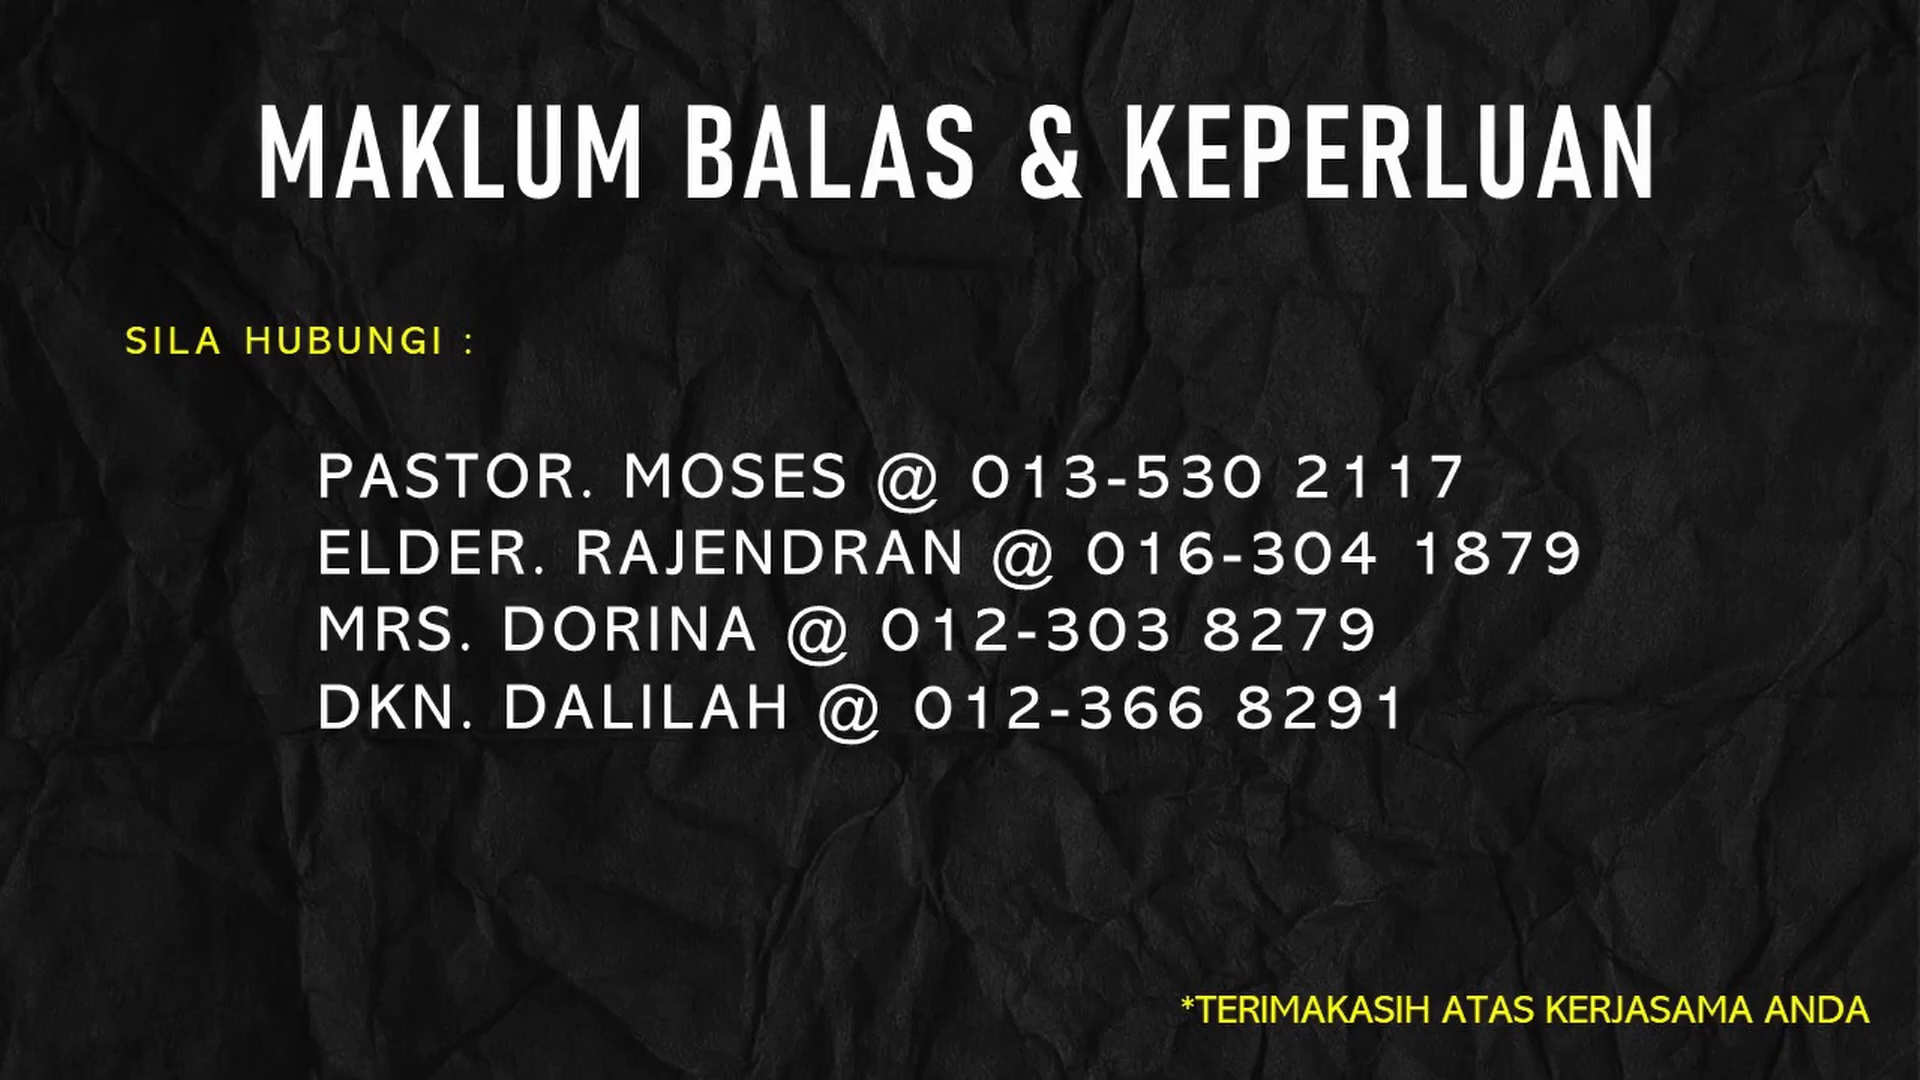 MAKLUM BALAS & KEPERLUAN
SILA HUBUNGI :
PASTOR. MOSES @ 013-530 2117
ELDER. RAJENDRAN @ 016-304 1879
MRS. DORINA @ 012-303 8279
DKN. DALILAH @ 012-366 8291
*TERIMAKASIH ATAS KERJASAMA ANDA